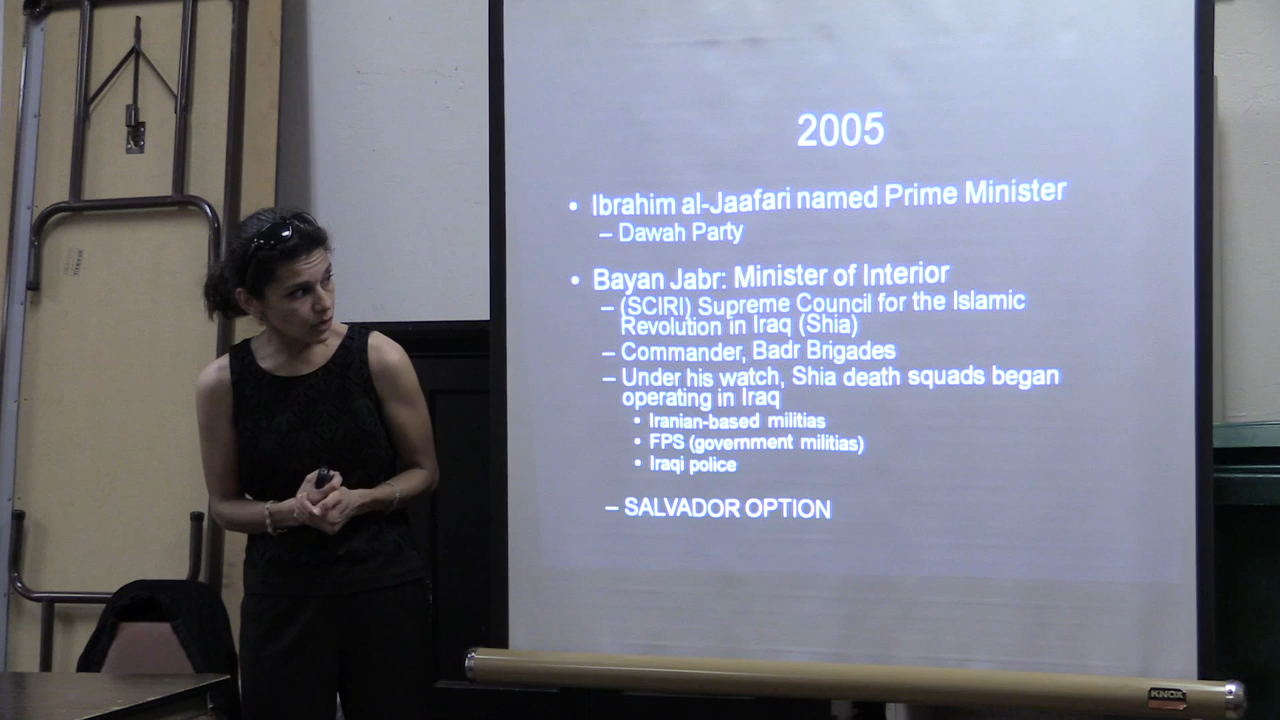 2005
• Ibrahim al-Jaafari named Prime Minister
– Dawah Party
• Bayan Jabr: Minister of Interior
– (SCIRI) Supreme Council for the Islamic
Revolution in Iraq (Shia)
– Commander, Badr Brigades
– Under his watch, Shia death squads began
operating in Iraq
• Iranian-based militias
• FPS (government militias)
• Iraqi police
– SALVADOR OPTION
KNOX